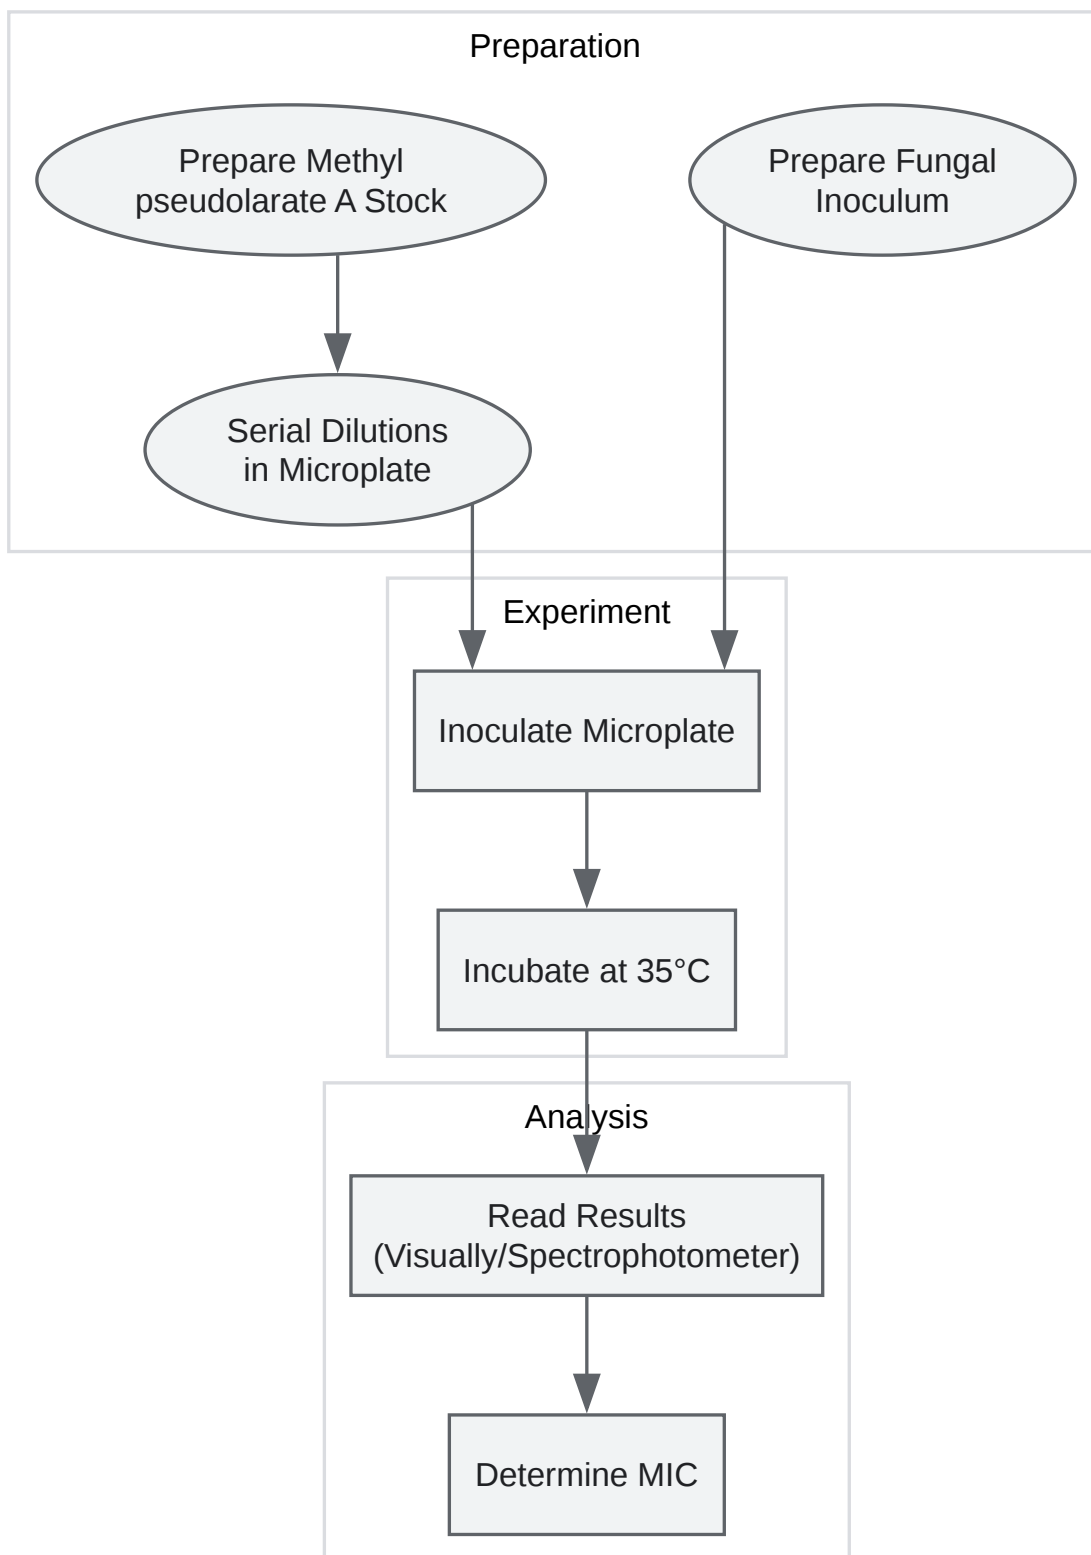 Preparation
Prepare Methyl
pseudolarate A Stock
Prepare Fungal
Inoculum
Serial Dilutions
in Microplate
Experiment
Inoculate Microplate
Incubate at 35°C
Analysis
Read Results
(Visually/Spectrophotometer)
Determine MIC